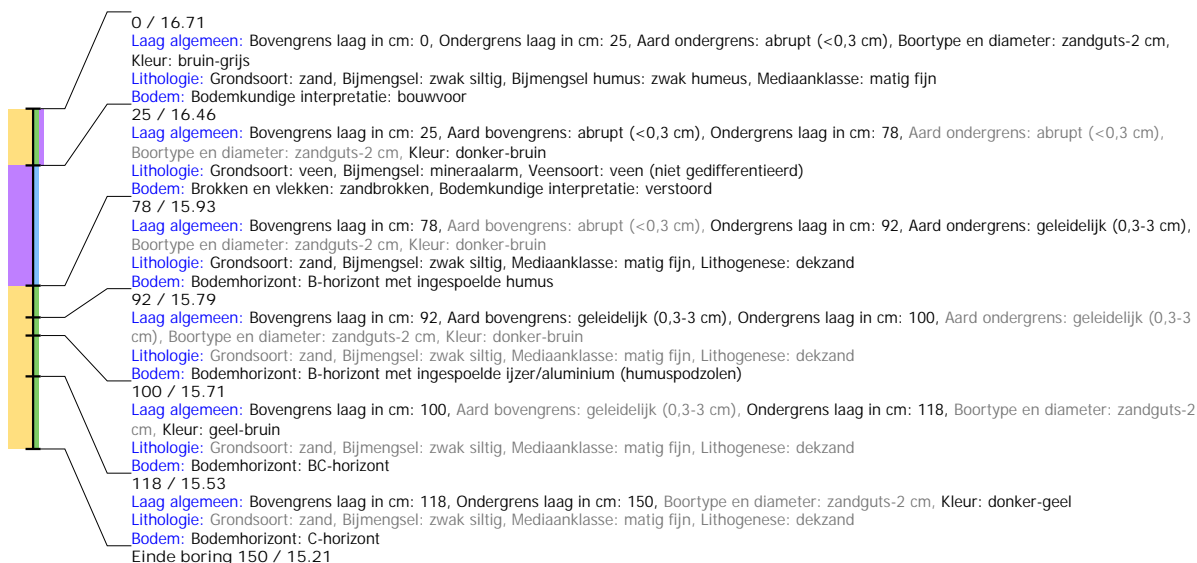 0 / 16.71
Laag algemeen: Bovengrens laag in cm: 0, Ondergrens laag in cm: 25, Aard ondergrens: abrupt (<0,3 cm), Boortype en diameter: zandguts-2 cm,
Kleur: bruin-grijs
Lithologie: Grondsoort: zand, Bijmengsel: zwak siltig, Bijmengsel humus: zwak humeus, Mediaanklasse: matig fijn
Bodem: Bodemkundige interpretatie: bouwvoor
25 / 16.46
Laag algemeen: Bovengrens laag in cm: 25, Aard bovengrens: abrupt (<0,3 cm), Ondergrens laag in cm: 78, Aard ondergrens: abrupt (<0,3 cm),
Boortype en diameter: zandguts-2 cm, Kleur: donker-bruin
Lithologie: Grondsoort: veen, Bijmengsel: mineraalarm, Veensoort: veen (niet gedifferentieerd)
Bodem: Brokken en vlekken: zandbrokken, Bodemkundige interpretatie: verstoord
78 / 15.93
Laag algemeen: Bovengrens laag in cm: 78, Aard bovengrens: abrupt (<0,3 cm), Ondergrens laag in cm: 92, Aard ondergrens: geleidelijk (0,3-3 cm),
Boortype en diameter: zandguts-2 cm, Kleur: donker-bruin
Lithologie: Grondsoort: zand, Bijmengsel: zwak siltig, Mediaanklasse: matig fijn, Lithogenese: dekzand
Bodem: Bodemhorizont: B-horizont met ingespoelde humus
92 / 15.79
Laag algemeen: Bovengrens laag in cm: 92, Aard bovengrens: geleidelijk (0,3-3 cm), Ondergrens laag in cm: 100, Aard ondergrens: geleidelijk (0,3-3
cm), Boortype en diameter: zandguts-2 cm, Kleur: donker-bruin
Lithologie: Grondsoort: zand, Bijmengsel: zwak siltig, Mediaanklasse: matig fijn, Lithogenese: dekzand
Bodem: Bodemhorizont: B-horizont met ingespoelde ijzer/aluminium (humuspodzolen)
100 / 15.71
Laag algemeen: Bovengrens laag in cm: 100, Aard bovengrens: geleidelijk (0,3-3 cm), Ondergrens laag in cm: 118, Boortype en diameter: zandguts-2
cm, Kleur: geel-bruin
Lithologie: Grondsoort: zand, Bijmengsel: zwak siltig, Mediaanklasse: matig fijn, Lithogenese: dekzand
Bodem: Bodemhorizont: BC-horizont
118 / 15.53
Laag algemeen: Bovengrens laag in cm: 118, Ondergrens laag in cm: 150, Boortype en diameter: zandguts-2 cm, Kleur: donker-geel
Lithologie: Grondsoort: zand, Bijmengsel: zwak siltig, Mediaanklasse: matig fijn, Lithogenese: dekzand
Bodem: Bodemhorizont: C-horizont
Einde boring 150 / 15.21